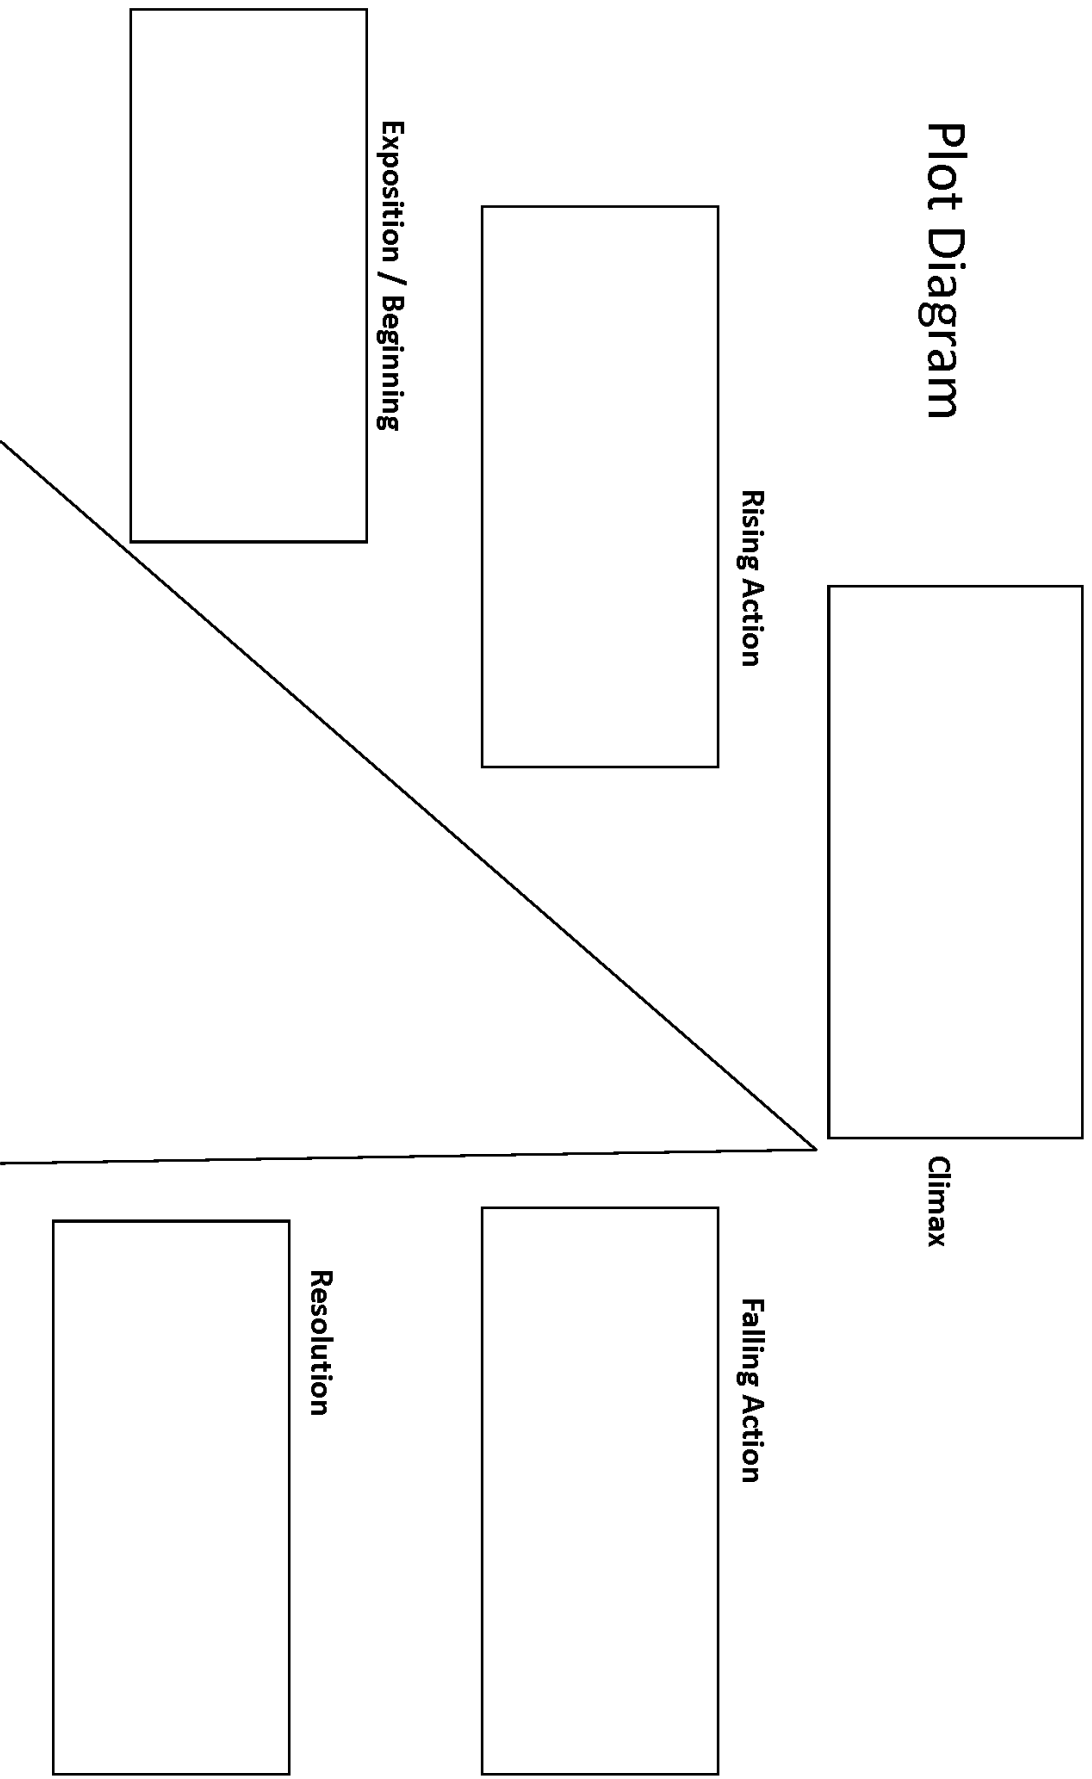 Plot Diagram
Climax
Rising Action
Falling Action
Exposition / Beginning
Resolution